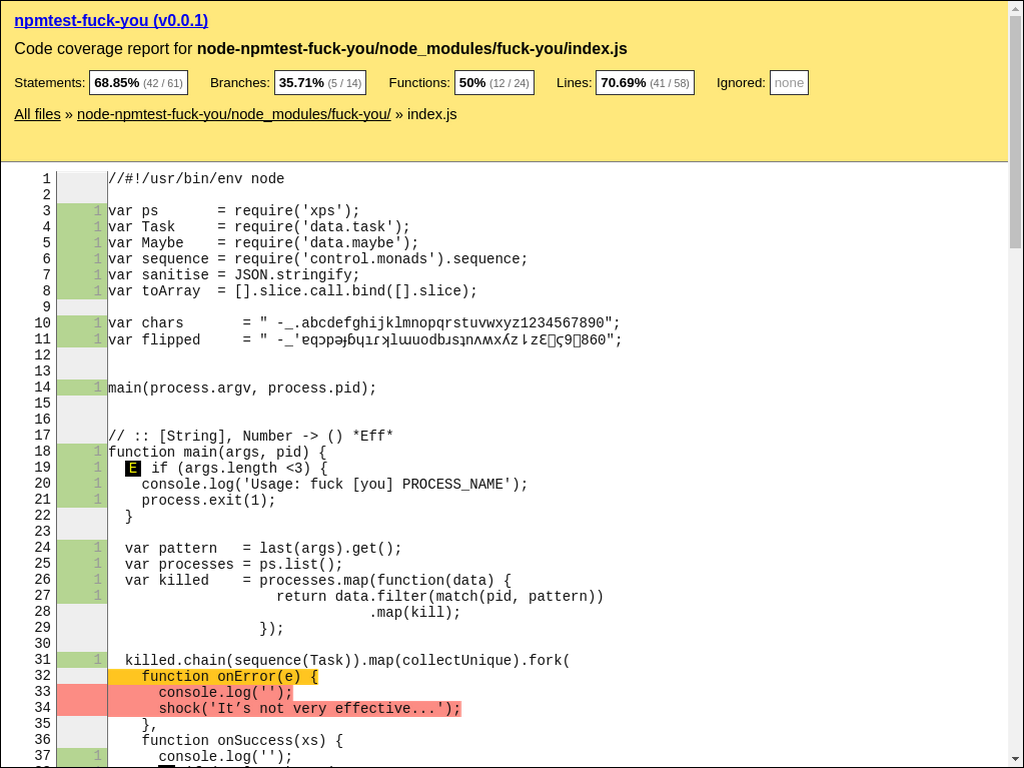 npmtest-fuck-you (v0.0.1)
Code coverage report for node-npmtest-fuck-you/node_modules/fuck-you/index.js
Statements: 68.85% (42 / 61) Branches: 35.71% (5 / 14) Functions: 50% (12 / 24) Lines: 70.69% (41 / 58) Ignored: none
All files » node-npmtest-fuck-you/node_modules/fuck-you/ » index.js
1 //#!/usr/bin/env node
2
3 1 var ps       = require('xps');
4 1 var Task     = require('data.task');
5 1 var Maybe    = require('data.maybe');
6 1 var sequence = require('control.monads').sequence;
7 1 var sanitise = JSON.stringify;
8 1 var toArray  = [].slice.call.bind([].slice);
9
10 1 var chars       = " -_.abcdefghijklmnopqrstuvwxyz1234567890";
11 1 var flipped     =
12
13
14 1 main(process.argv, process.pid);
15
16
17 // :: [String], Number -> () *Eff*
18 1 function main(args, pid) {
19 1   E if (args.length <3) {
20 1     console.log('Usage: fuck [you] PROCESS_NAME');
21 1     process.exit(1);
22   }
23
24 1   var pattern   = last(args).get();
25 1   var processes = ps.list();
26 1   var killed    = processes.map(function(data) {
27 1                     return data.filter(match(pid, pattern))
28                                .map(kill);
29                   });
30
31 1   killed.chain(sequence(Task)).map(collectUnique).fork(
32     function onError(e) {
33       console.log('');
34       shock('It’s not very effective...');
35     },
36     function onSuccess(xs) {
37 1       console.log('');